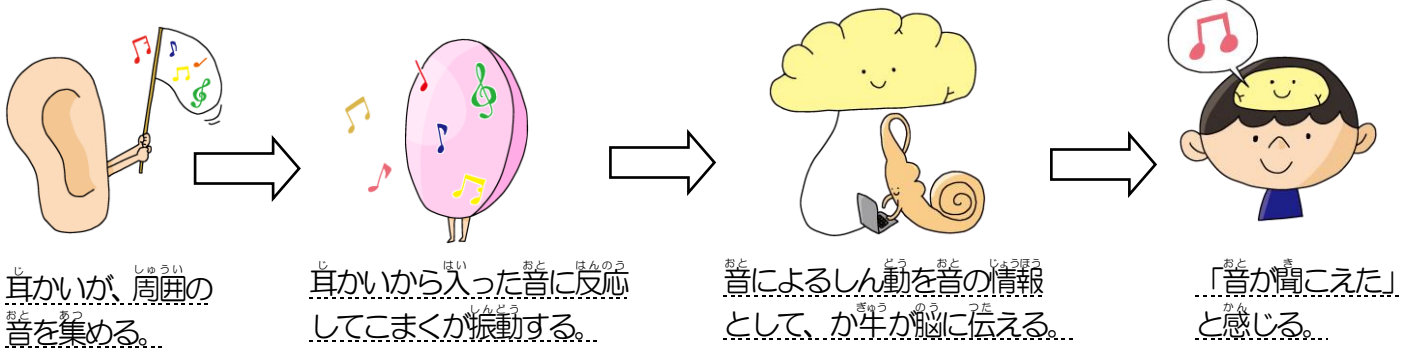 耳かいが、周囲の
音を集める。
耳かいから入った音に反応
してこまくが振動する。
音によるしん動を音の情報
として、か牛が脳に伝える。
「音が聞こえた」
と感じる。